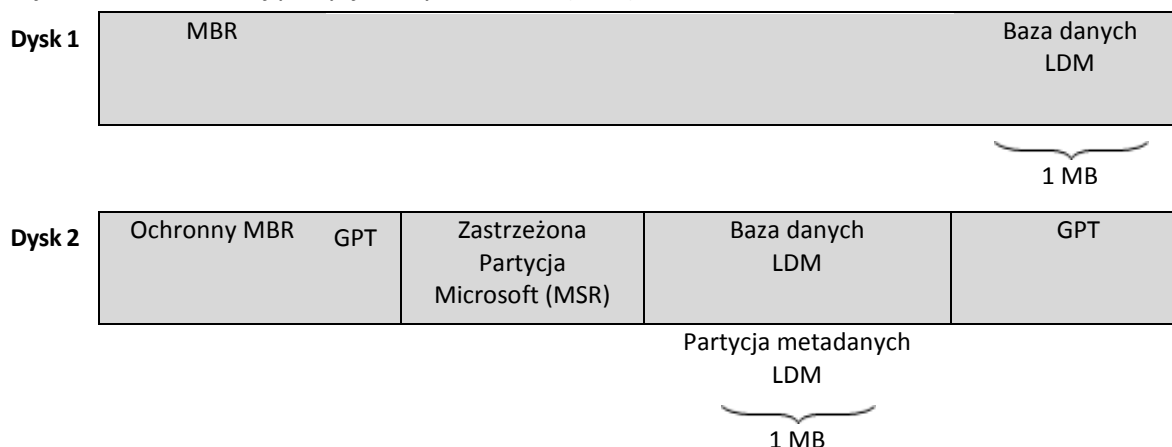 Dysk 1
MBR
Baza danych
LDM
1 MB
Dysk 2
Ochronny MBR
GPT
Zastrzeżona
Partycja
Microsoft (MSR)
Baza danych
LDM
GPT
Partycja metadanych
LDM
1 MB